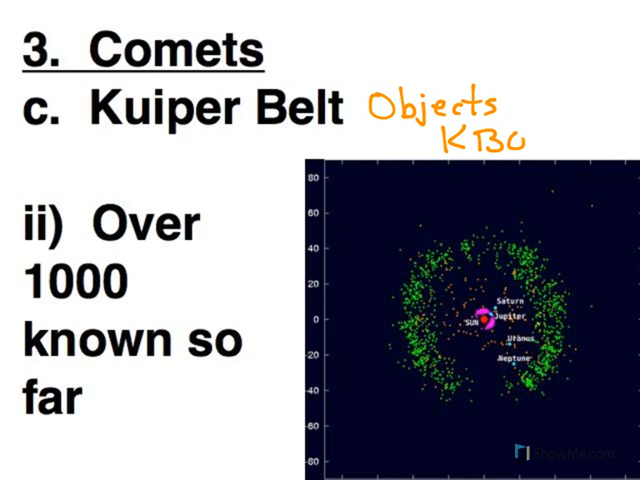 3. Comets
c. Kuiper Belt Objects
KBO
ii) Over
1000
known so
far
80
60
40
20
0
-20
-40
-60
-80
Saturn
Jupiter
SUN
Uranus
Neptune
ShowMe.com